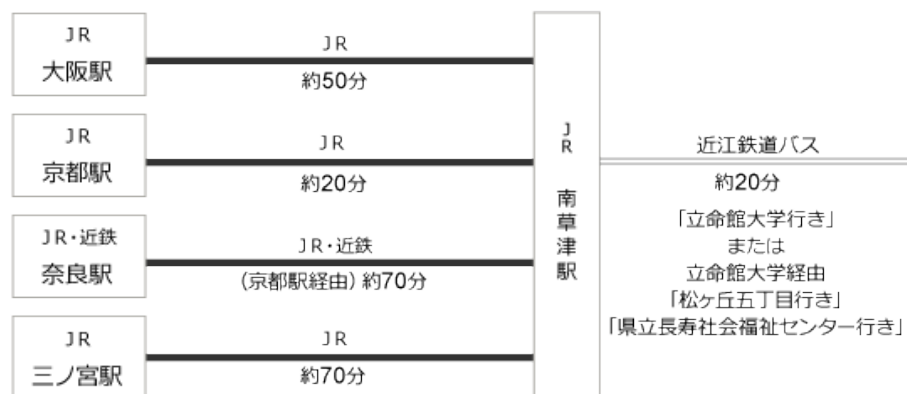 JR
大阪駅
JR
約50分
JR
京都駅
JR
約20分
JR・近鉄
奈良駅
JR・近鉄
(京都駅経由) 約70分
JR
三ノ宮駅
JR
約70分
JR 南草津駅
近江鉄道バス
約20分
「立命館大学行き」
または
立命館大学経由
「松ヶ丘五丁目行き」
「県立長寿社会福祉センター行き」